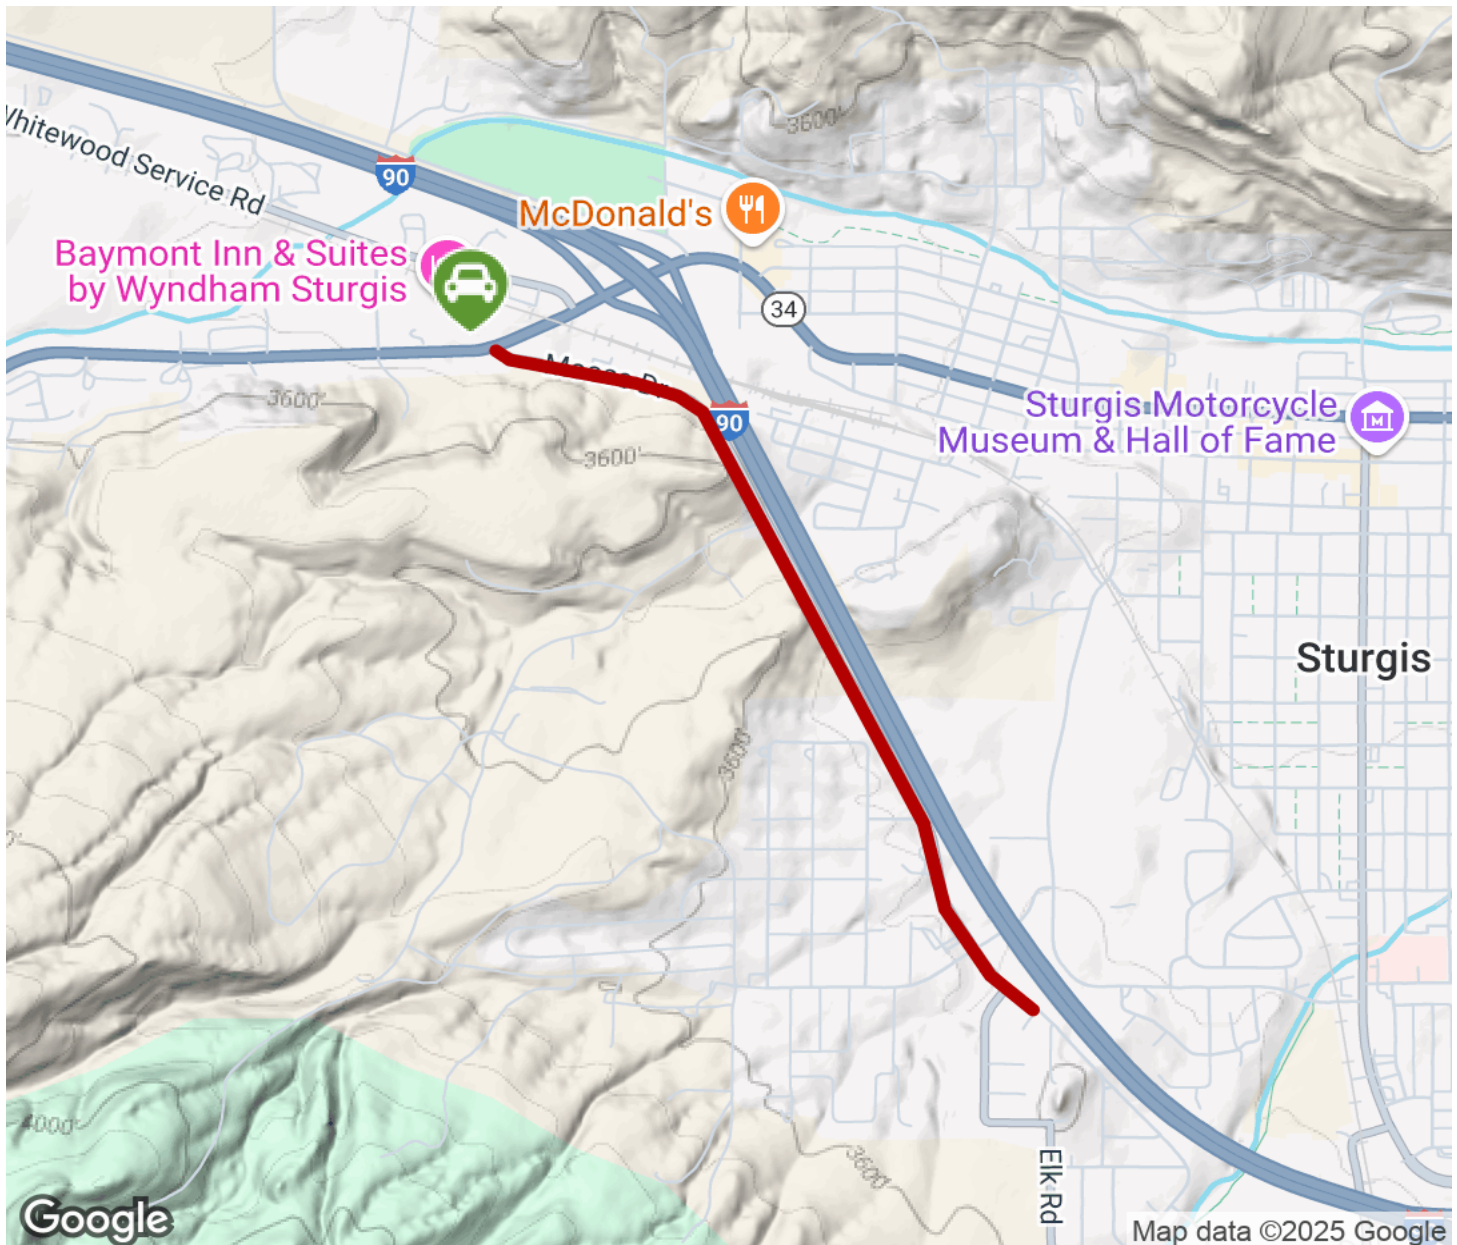 3600'
Whitewood Service Rd
90
McDonald's
Baymont Inn & Suites
by Wyndham Sturgis
34
3600'
90
Sturgis Motorcycle
Museum & Hall of Fame
3600'
Sturgis
3600'
4000'
3600'
Elk Rd
Google
Map data ©2025 Google